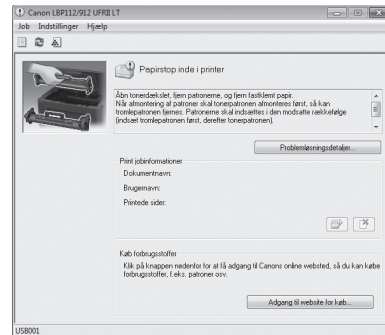 Canon LBP112/912 UFRII LT
Job Indstillinger Hjælp
Papirstop inde i printer
Åbn tonerdækslet, fjern patronerne, og fjern fastklemt papir.
Når afmontering af patroner skal tonerpatronen afmonteres først, så kan
tromlepatronen fjernes. Patronerne skal indsættes i den modsatte rækkefølge
(indsæt tromlepatronen først, derefter tonerpatronen).
Problemløsningsdetaljer...
Print jobinformationer
Dokumentnavn:
Brugernavn:
Printede sider:
Køb forbrugsstoffer
Klik på knappen nedenfor for at få adgang til Canons online websted, så du kan købe
forbrugsstoffer, f.eks. patroner osv.
Adgang til website for køb...
USB001